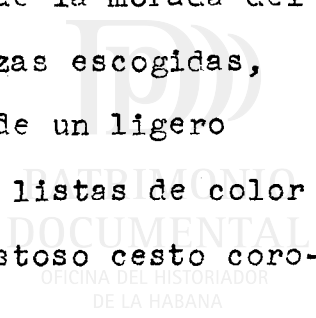 de la morada del
zas escogidas,
de un ligero
listas de color
stoso cesto coro-
PATRIMONIO
DOCUMENTAL
OFICINA DEL HISTORIADOR
DE LA HABANA